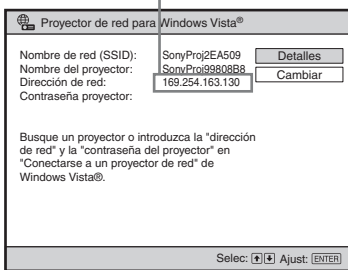 Proyector de red para Windows Vista®
Nombre de red (SSID): SonyProj2EA509
Nombre del proyector: SonyProj99808B8
Dirección de red: 169.254.163.130
Contraseña proyector:
Detalles
Cambiar
Busque un proyector o introduzca la "dirección
de red" y la "contraseña del proyector" en
"Conectarse a un proyector de red" de
Windows Vista®.
Selec: Ajust: ENTER